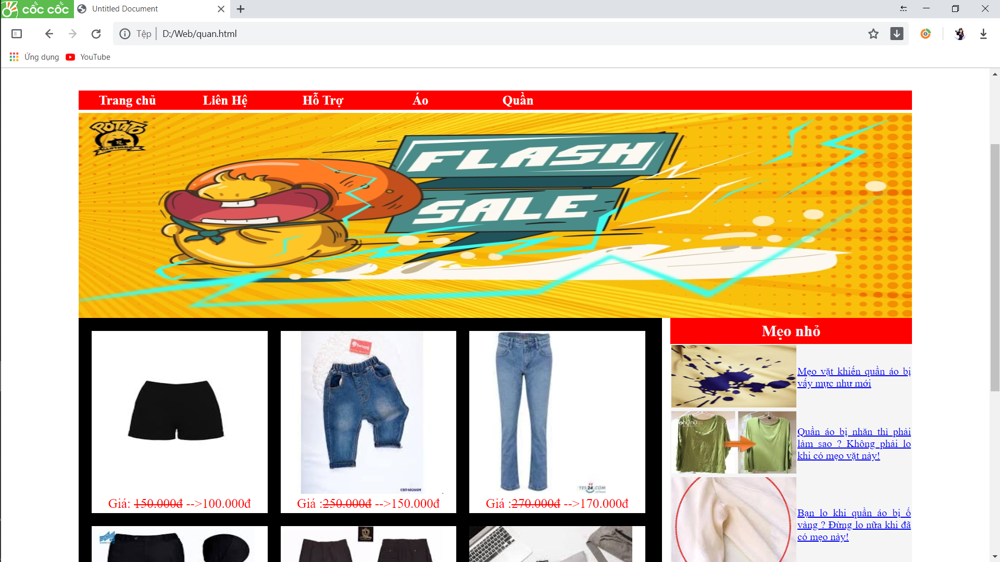 cốc cốc
Untitled Document
Tệp
D:/Web/quan.html
Ứng dụng
YouTube
Trang chủ
Liên Hệ
Hỗ Trợ
Áo
Quần
POTATO
CLOTHING
FLASH
SALE
Mẹo nhỏ
Mẹo vặt khiến quần áo bị
vấy mực như mới
Quần áo bị nhăn thì phải
làm sao ? Không phải lo
khi có mẹo vặt này!
Bạn lo khi quần áo bị ố
vàng ? Đừng lo nữa khi đã
có mẹo này!
YES24.COM
Giá: 150.000đ -->100.000đ
Giá :250.000đ -->150.000đ
Giá :270.000đ -->170.000đ